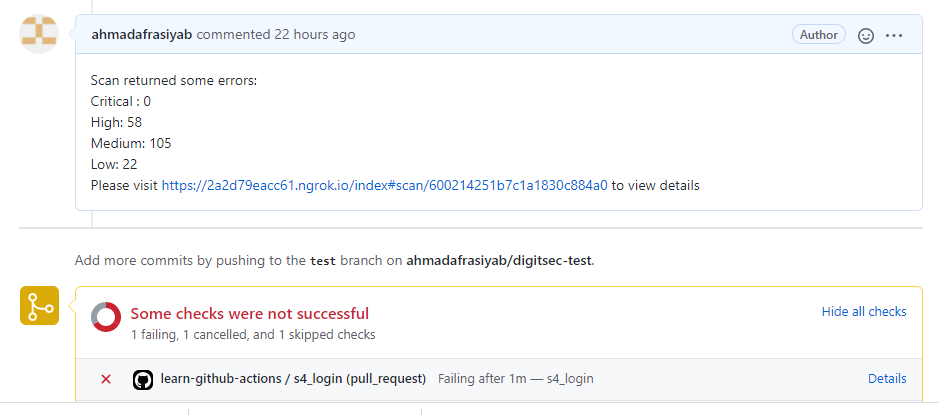 ahmadafrasiyab commented 22 hours ago Author
Scan returned some errors:
Critical : 0
High: 58
Medium: 105
Low: 22
Please visit https://2a2d79eacc61.ngrok.io/index#scan/600214251b7c1a1830c884a0 to view details
Add more commits by pushing to the test branch on ahmadafrasiyab/digitsec-test.
Some checks were not successful Hide all checks
1 failing, 1 cancelled, and 1 skipped checks
learn-github-actions / s4_login (pull_request) Failing after 1m — s4_login Details